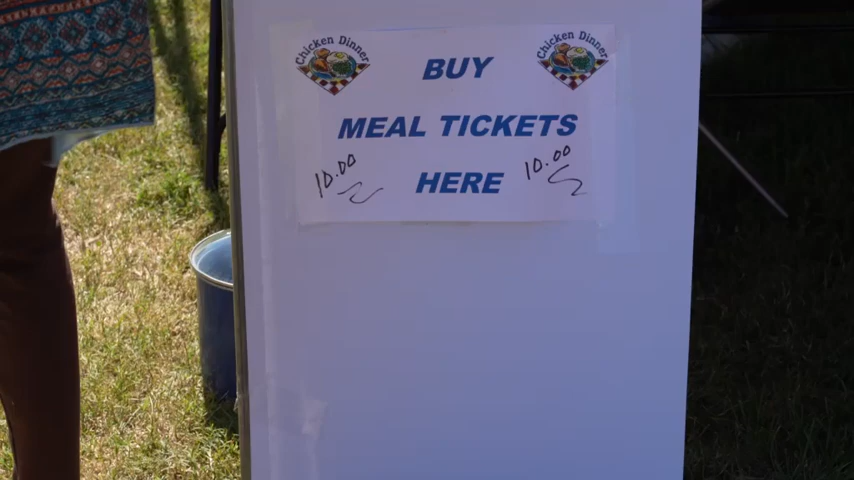 Chicken Dinner Chicken Dinner
BUY
MEAL TICKETS
10.00 HERE 10.00